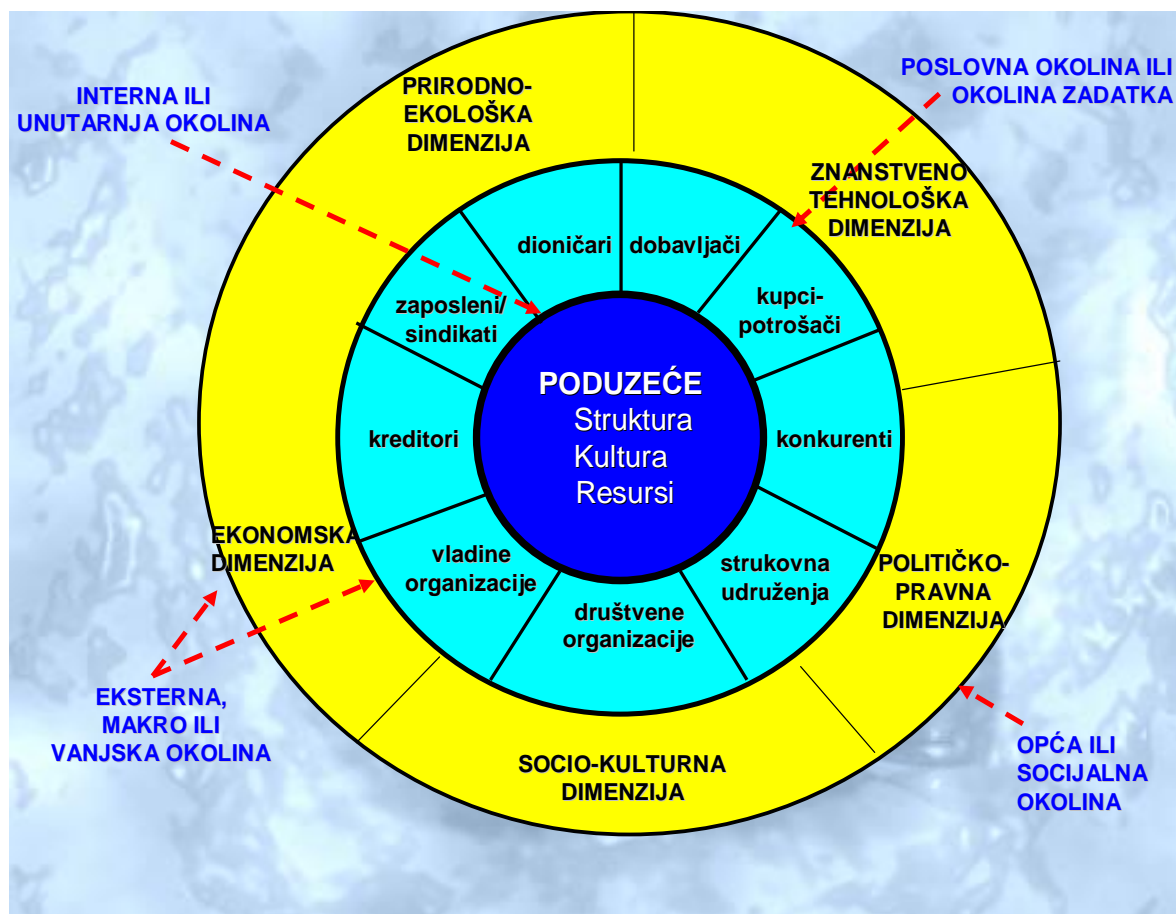 INTERNA ILI
UNUTARNJA OKOLINA
PRIRODNO-
EKOLOŠKA
DIMENZIJA
POSLOVNA OKOLINA ILI
OKOLINA ZADATKA
ZNANSTVENO
TEHNOLOŠKA
DIMENZIJA
dioničari
dobavljači
zaposleni/
sindikati
kupci-
potrošači
PODUZEĆE
Struktura
Kultura
Resursi
kreditori
konkurenti
EKONOMSKA
DIMENZIJA
vladine
organizacije
strukovna
udruženja
društvene
organizacije
POLITIČKO-
PRAVNA
DIMENZIJA
EKSTERNA,
MAKRO ILI
VANJSKA OKOLINA
SOCIO-KULTURNA
DIMENZIJA
OPĆA ILI
SOCIJALNA
OKOLINA